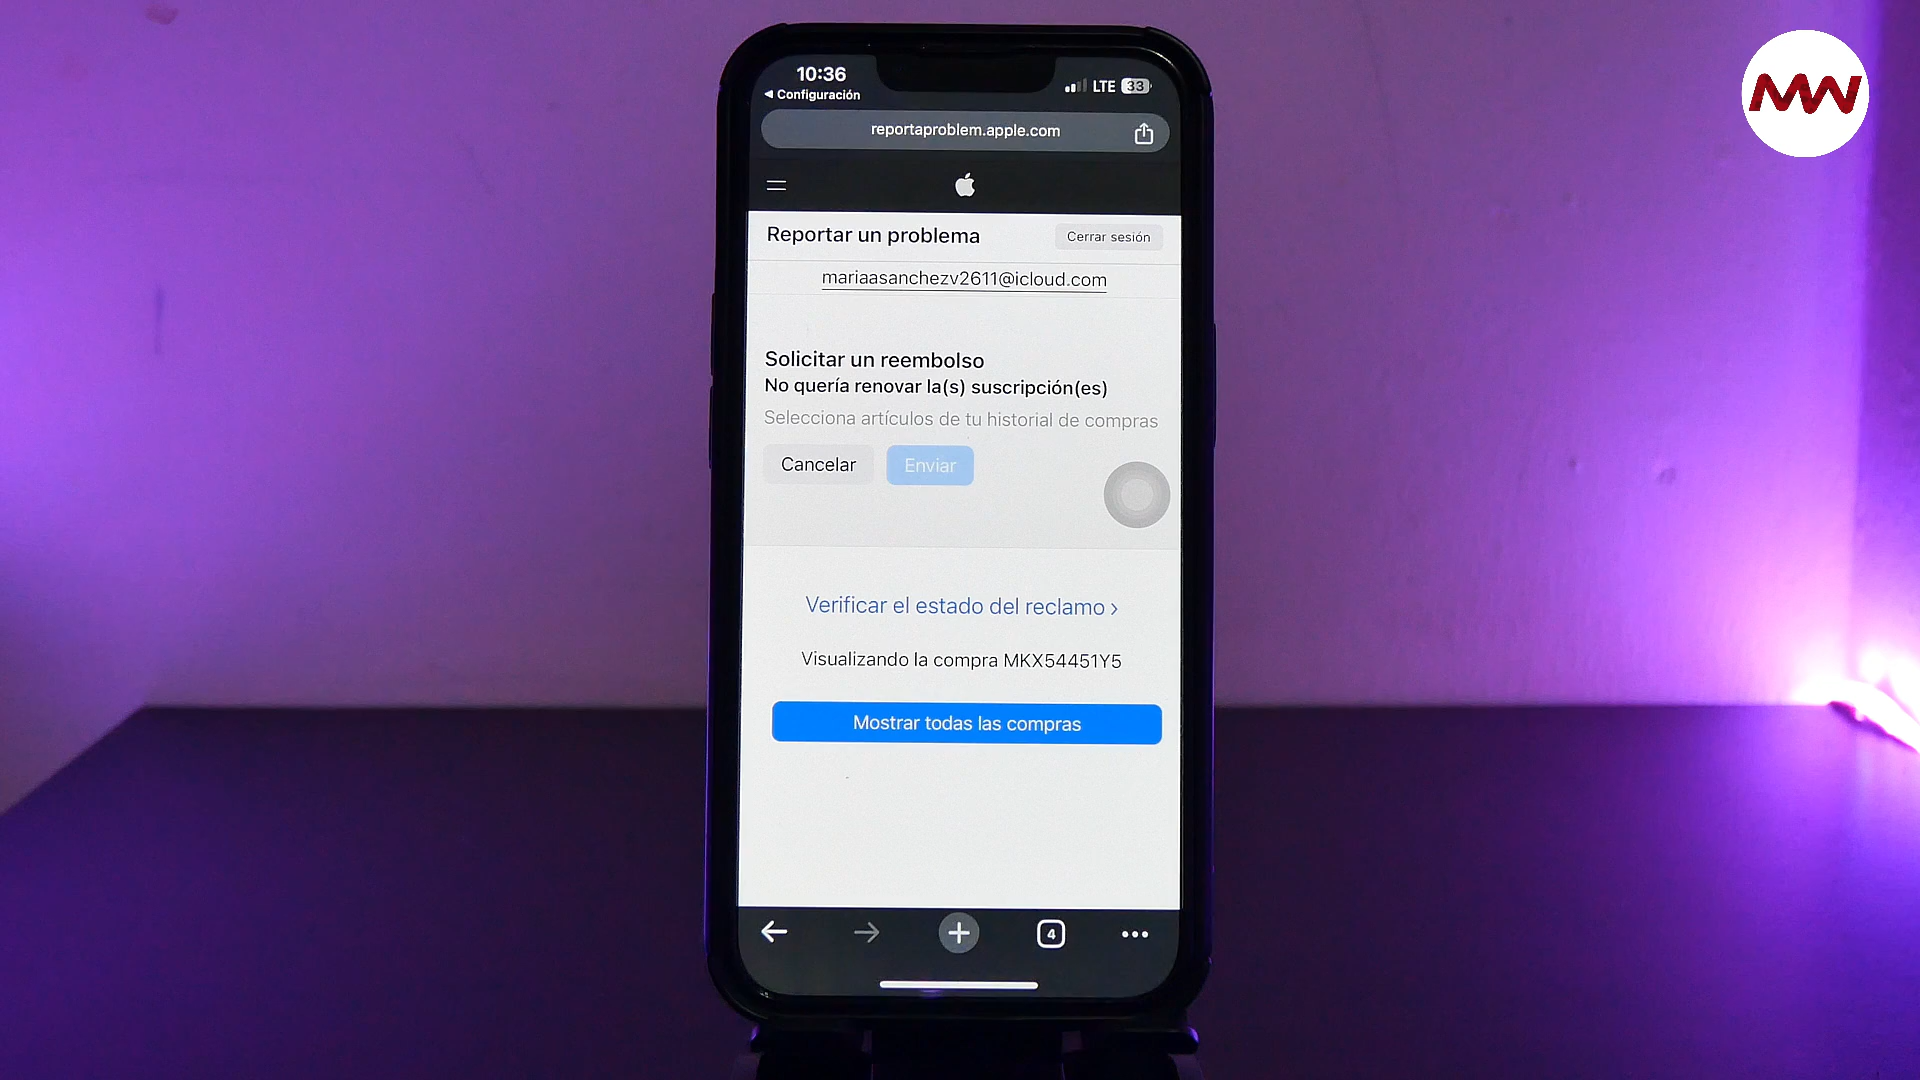 MW
10:36
LTE 33
◄ Configuración
reportaproblem.apple.com
Reportar un problema
Cerrar sesión
mariaasanchezv2611@icloud.com
Solicitar un reembolso
No quería renovar la(s) suscripción(es)
Selecciona artículos de tu historial de compras
Cancelar
Enviar
Verificar el estado del reclamo ›
Visualizando la compra MKX54451Y5
Mostrar todas las compras
4